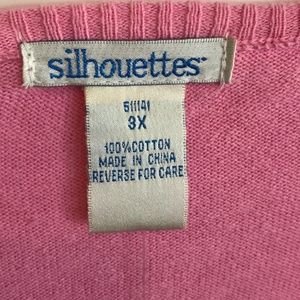 silhouettes
511141
3X
100%COTTON
MADE IN CHINA
REVERSE FOR CARE